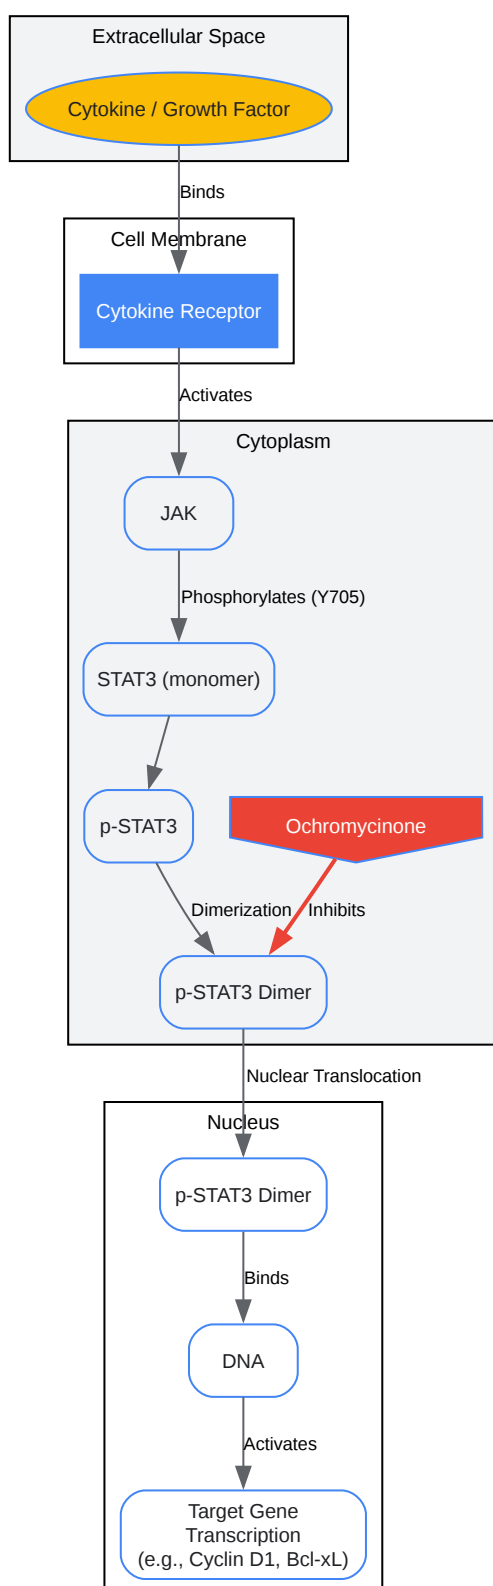 Extracellular Space
Cytokine / Growth Factor
Binds
Cell Membrane
Cytokine Receptor
Activates
Cytoplasm
JAK
Phosphorylates (Y705)
STAT3 (monomer)
p-STAT3
Ochromycinone
Dimerization
Inhibits
p-STAT3 Dimer
Nuclear Translocation
Nucleus
p-STAT3 Dimer
Binds
DNA
Activates
Target Gene
Transcription
(e.g., Cyclin D1, Bcl-xL)